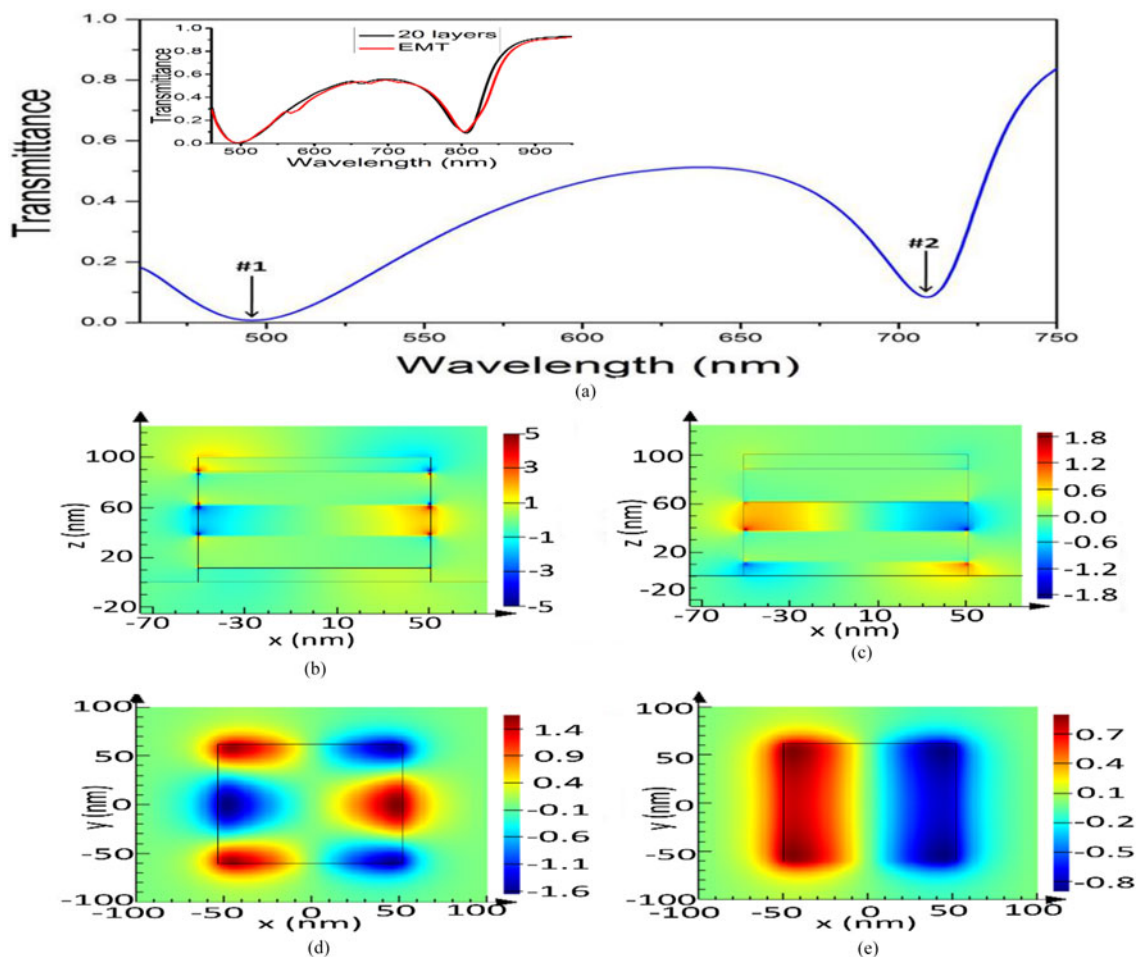 1.0
0.8
0.6
0.4
0.2
0.0
Transmittance
1.0
0.8
0.6
0.4
0.2
0.0
Transmittance
20 layers
EMT
500 600 700 800 900
Wavelength (nm)
#1
#2
500 550 600 650 700 750
Wavelength (nm)
(a)
100
60
20
-20
z (nm)
-70 -30 10 50
x (nm)
5
3
1
-1
-3
-5
(b)
100
60
20
-20
z (nm)
-70 -30 10 50
x (nm)
1.8
1.2
0.6
0.0
-0.6
-1.2
-1.8
(c)
100
50
0
-50
-100
y (nm)
-100 -50 0 50 100
x (nm)
1.4
0.9
0.4
-0.1
-0.6
-1.1
-1.6
(d)
100
50
0
-50
-100
y (nm)
-100 -50 0 50 100
x (nm)
0.7
0.4
0.1
-0.2
-0.5
-0.8
(e)